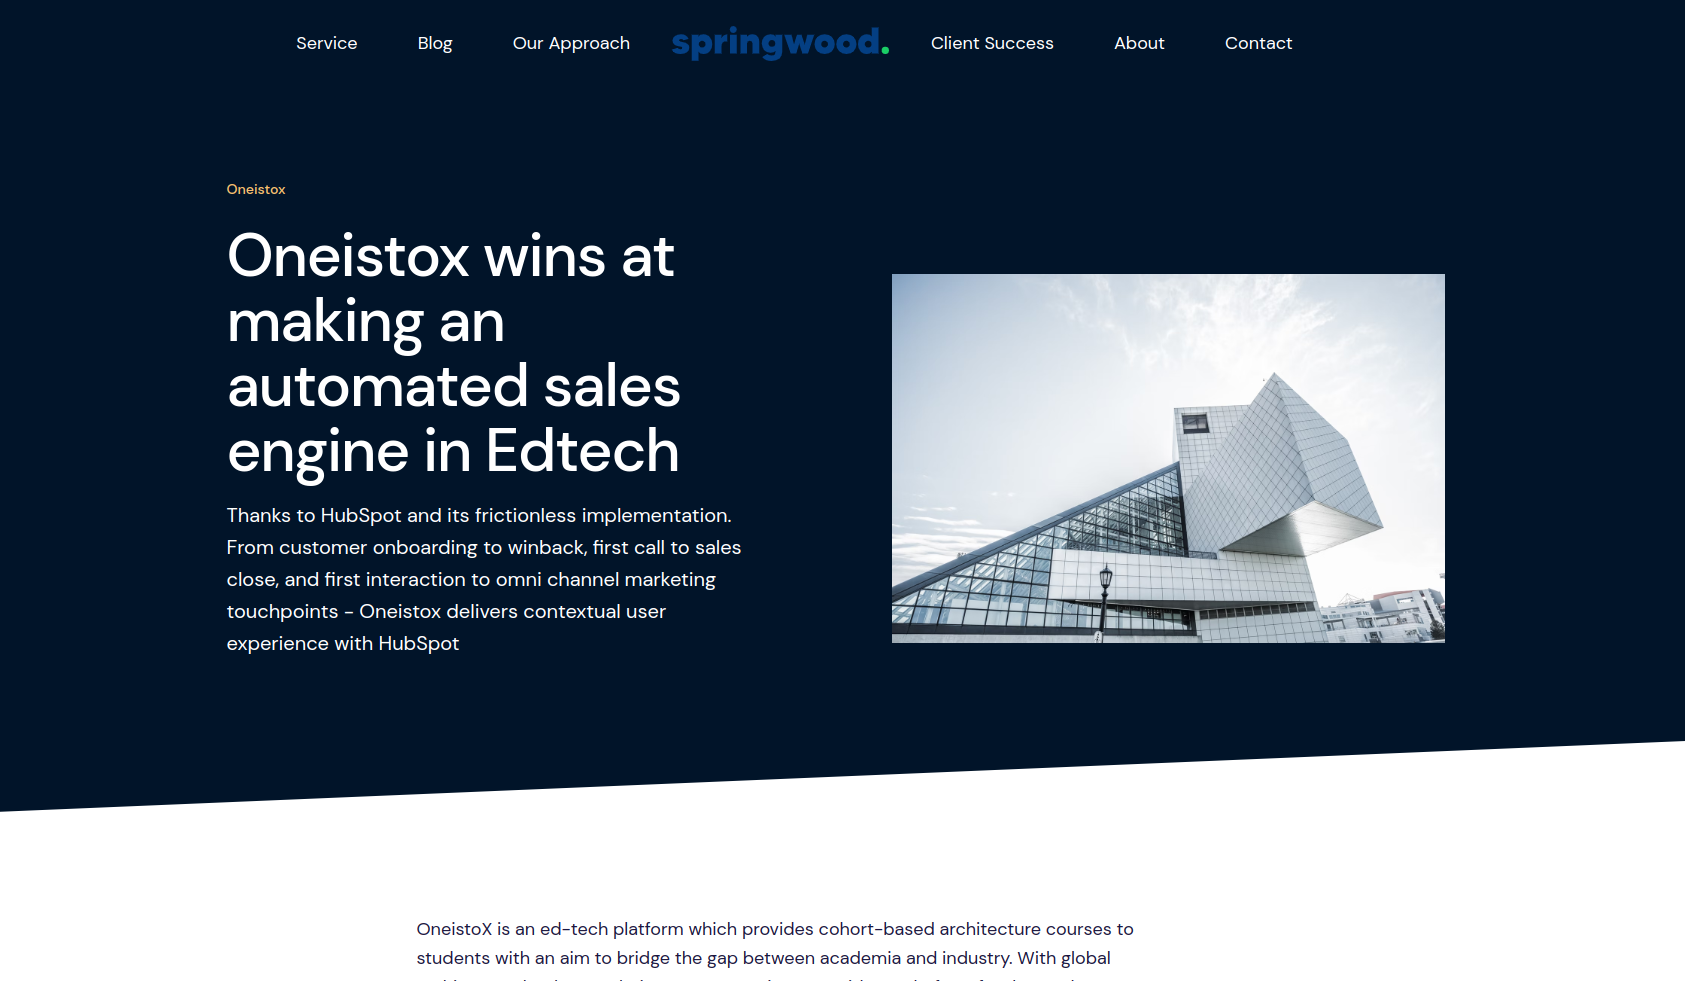 Service
Blog
Our Approach
springwood.
Client Success
About
Contact
Oneistox
Oneistox wins at
making an
automated sales
engine in Edtech
Thanks to HubSpot and its frictionless implementation.
From customer onboarding to winback, first call to sales
close, and first interaction to omni channel marketing
touchpoints - Oneistox delivers contextual user
experience with HubSpot
OneistoX is an ed-tech platform which provides cohort-based architecture courses to
students with an aim to bridge the gap between academia and industry. With global